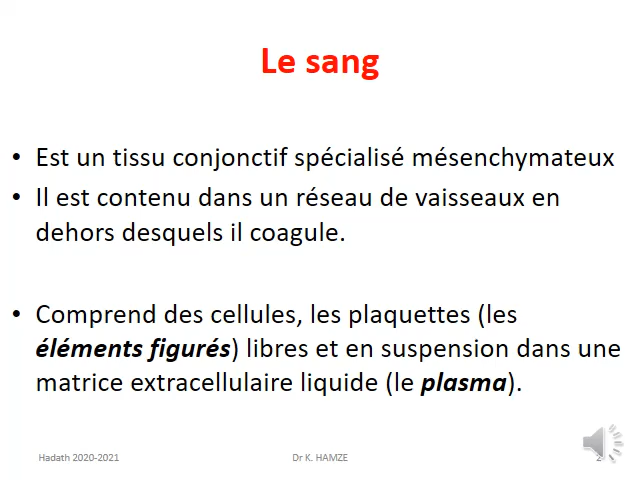 Le sang
• Est un tissu conjonctif spécialisé mésenchymateux
• Il est contenu dans un réseau de vaisseaux en
dehors desquels il coagule.
• Comprend des cellules, les plaquettes (les
éléments figurés) libres et en suspension dans une
matrice extracellulaire liquide (le plasma).
Hadath 2020-2021 Dr K. HAMZE 2